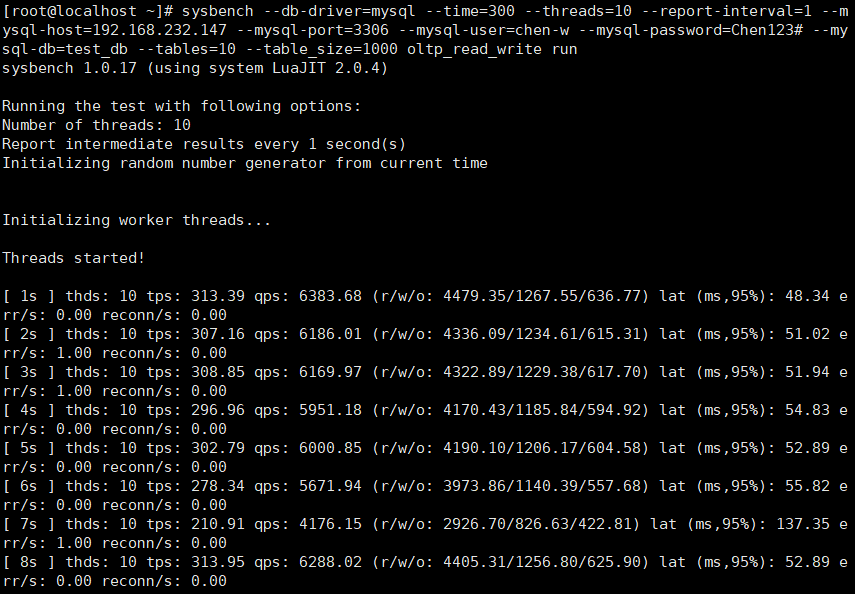 [root@localhost ~]# sysbench --db-driver=mysql --time=300 --threads=10 --report-interval=1 --m
ysql-host=192.168.232.147 --mysql-port=3306 --mysql-user=chen-w --mysql-password=Chen123# --my
sql-db=test_db --tables=10 --table_size=1000 oltp_read_write run
sysbench 1.0.17 (using system LuaJIT 2.0.4)
Running the test with following options:
Number of threads: 10
Report intermediate results every 1 second(s)
Initializing random number generator from current time
Initializing worker threads...
Threads started!
[ 1s ] thds: 10 tps: 313.39 qps: 6383.68 (r/w/o: 4479.35/1267.55/636.77) lat (ms,95%): 48.34 e
rr/s: 0.00 reconn/s: 0.00
[ 2s ] thds: 10 tps: 307.16 qps: 6186.01 (r/w/o: 4336.09/1234.61/615.31) lat (ms,95%): 51.02 e
rr/s: 1.00 reconn/s: 0.00
[ 3s ] thds: 10 tps: 308.85 qps: 6169.97 (r/w/o: 4322.89/1229.38/617.70) lat (ms,95%): 51.94 e
rr/s: 1.00 reconn/s: 0.00
[ 4s ] thds: 10 tps: 296.96 qps: 5951.18 (r/w/o: 4170.43/1185.84/594.92) lat (ms,95%): 54.83 e
rr/s: 0.00 reconn/s: 0.00
[ 5s ] thds: 10 tps: 302.79 qps: 6000.85 (r/w/o: 4190.10/1206.17/604.58) lat (ms,95%): 52.89 e
rr/s: 0.00 reconn/s: 0.00
[ 6s ] thds: 10 tps: 278.34 qps: 5671.94 (r/w/o: 3973.86/1140.39/557.68) lat (ms,95%): 55.82 e
rr/s: 0.00 reconn/s: 0.00
[ 7s ] thds: 10 tps: 210.91 qps: 4176.15 (r/w/o: 2926.70/826.63/422.81) lat (ms,95%): 137.35 e
rr/s: 1.00 reconn/s: 0.00
[ 8s ] thds: 10 tps: 313.95 qps: 6288.02 (r/w/o: 4405.31/1256.80/625.90) lat (ms,95%): 52.89 e
rr/s: 0.00 reconn/s: 0.00